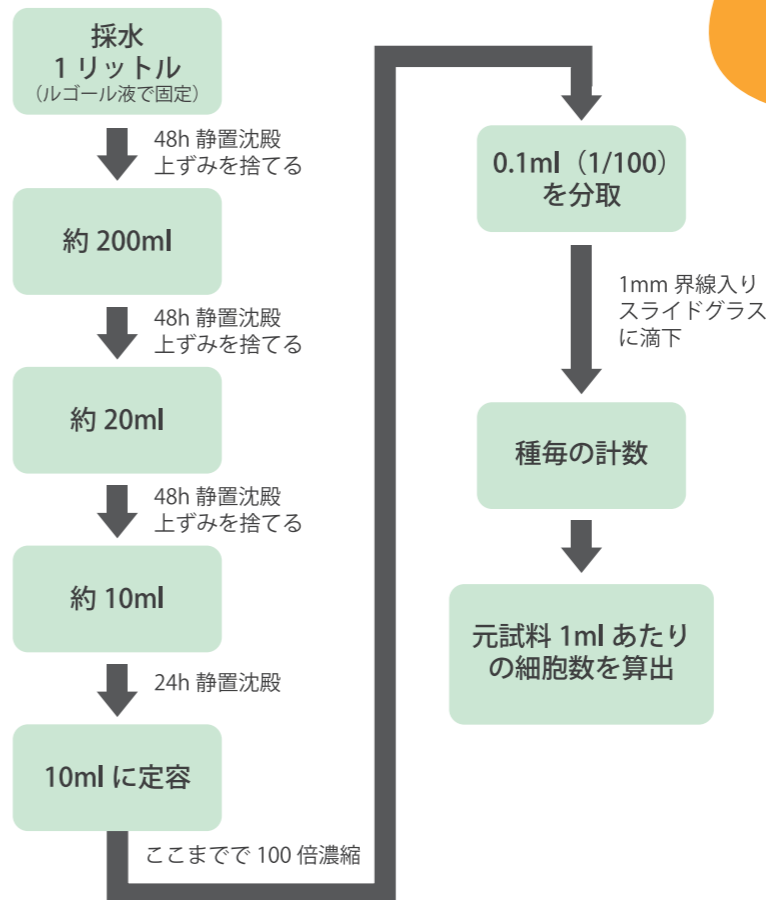 採水
1 リットル
（ルゴール液で固定）
48h 静置沈殿
上ずみを捨てる
約 200ml
48h 静置沈殿
上ずみを捨てる
約 20ml
48h 静置沈殿
上ずみを捨てる
約 10ml
24h 静置沈殿
10ml に定容
ここまでで 100 倍濃縮
0.1ml（1/100）
を分取
1mm 界線入り
スライドグラス
に滴下
種毎の計数
元試料 1ml あたり
の細胞数を算出